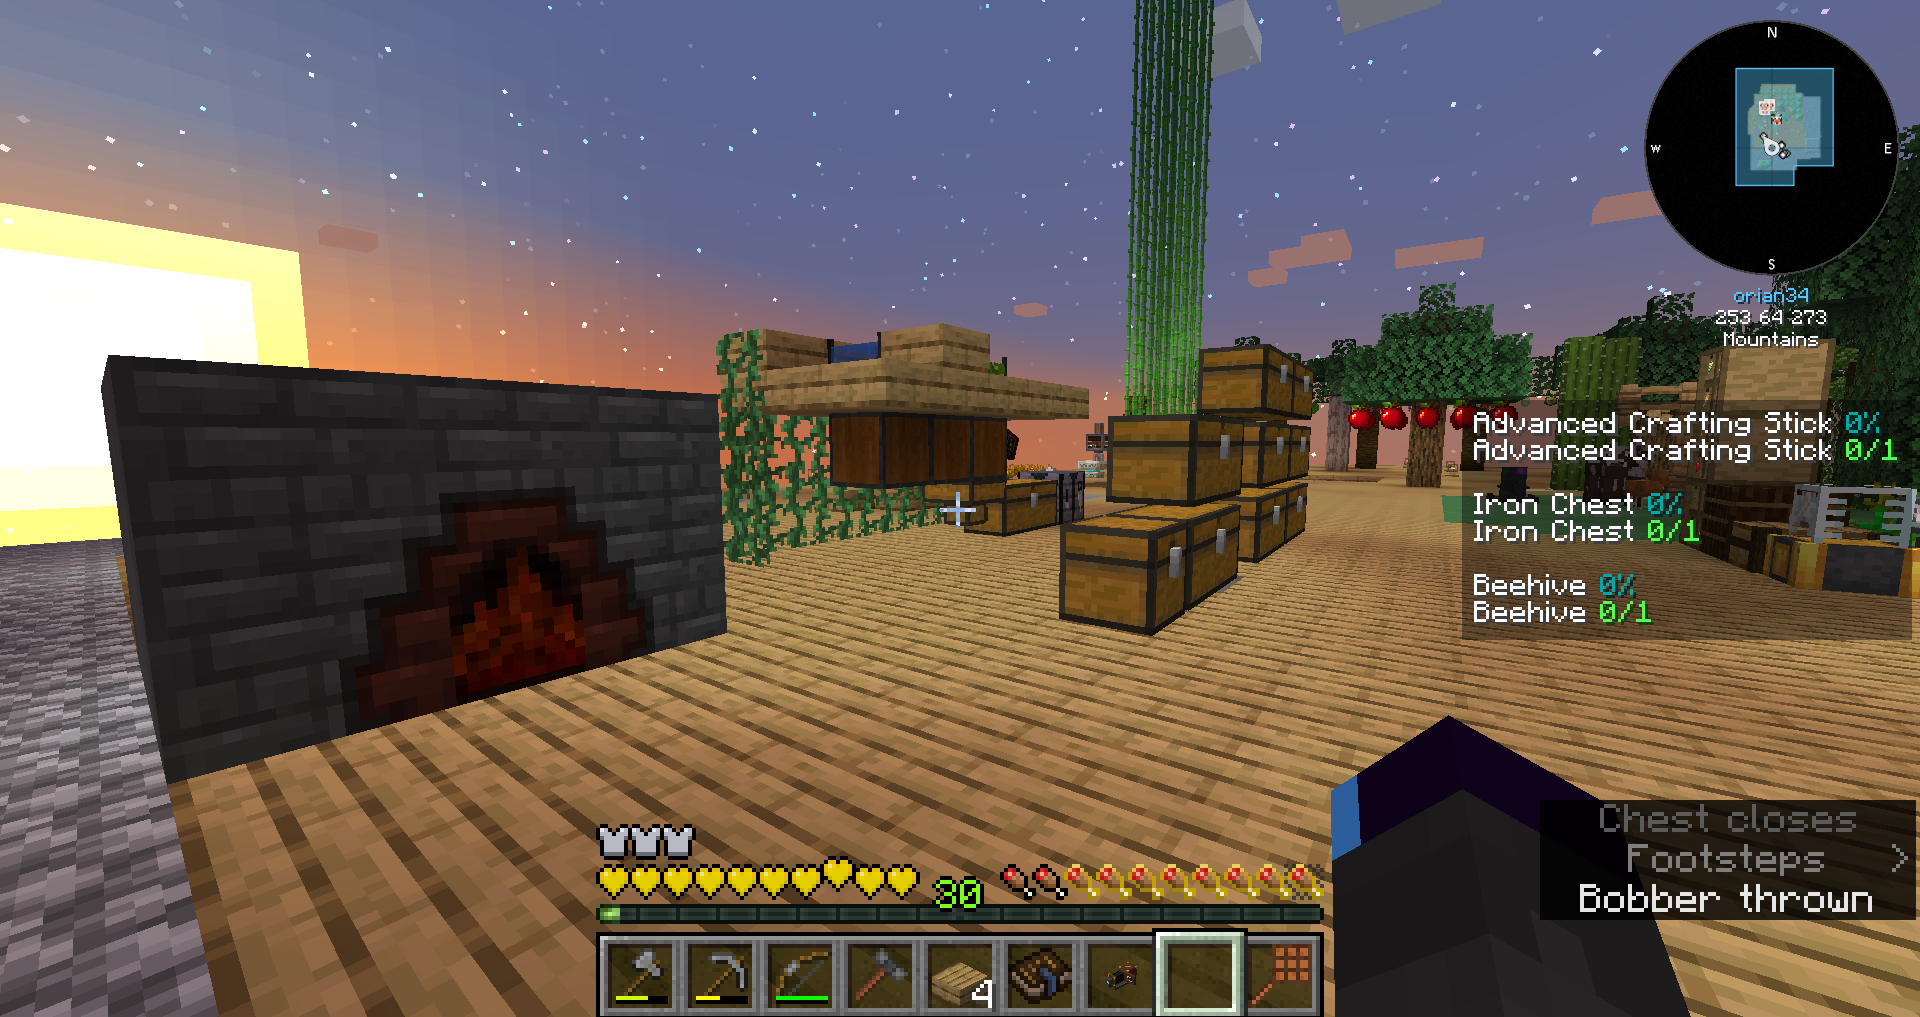 N
W
E
S
orian34
253 64 273
Mountains
Advanced Crafting Stick 0%
Advanced Crafting Stick 0/1
Iron Chest 0%
Iron Chest 0/1
Beehive 0%
Beehive 0/1
Chest closes
Footsteps >
Bobber thrown
30
4